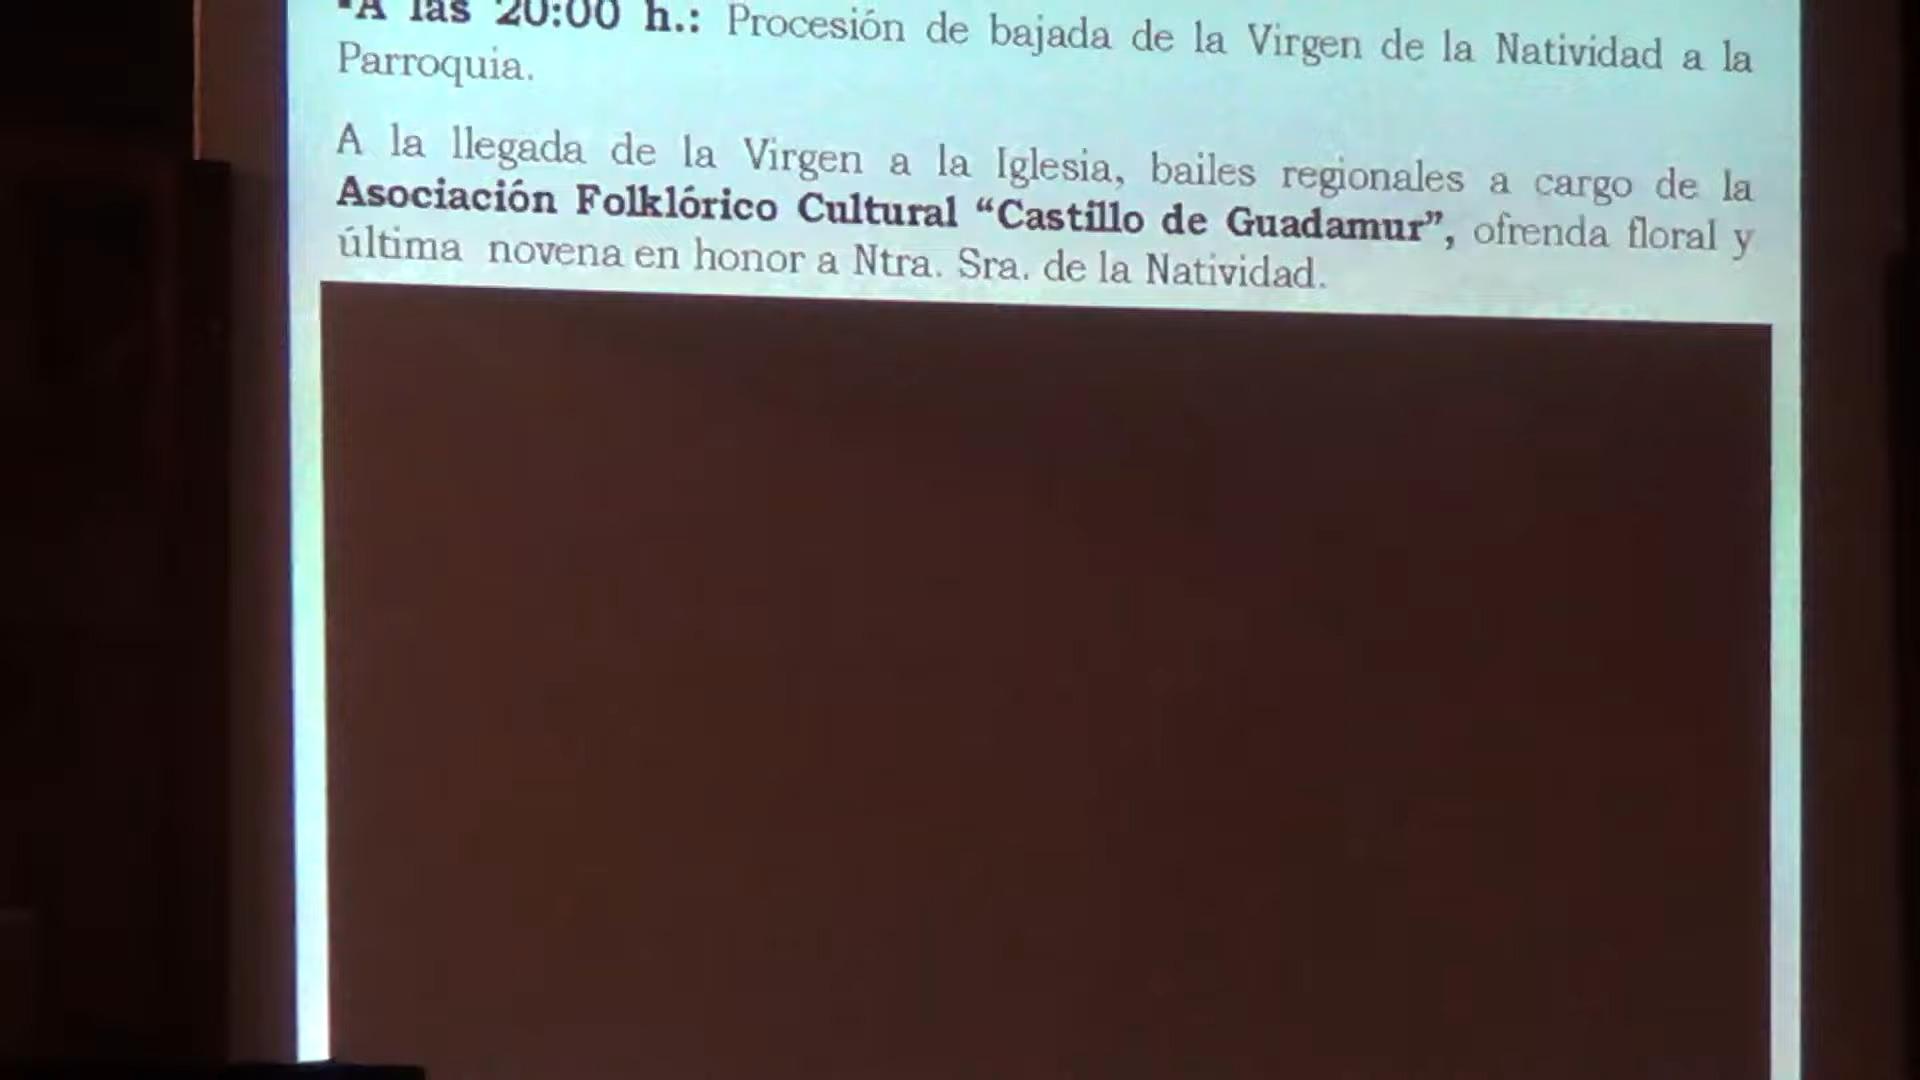 ▪A las 20:00 h.: Procesión de bajada de la Virgen de la Natividad a la
Parroquia.
A la llegada de la Virgen a la Iglesia, bailes regionales a cargo de la
Asociación Folklórico Cultural “Castillo de Guadamur”, ofrenda floral y
última novena en honor a Ntra. Sra. de la Natividad.